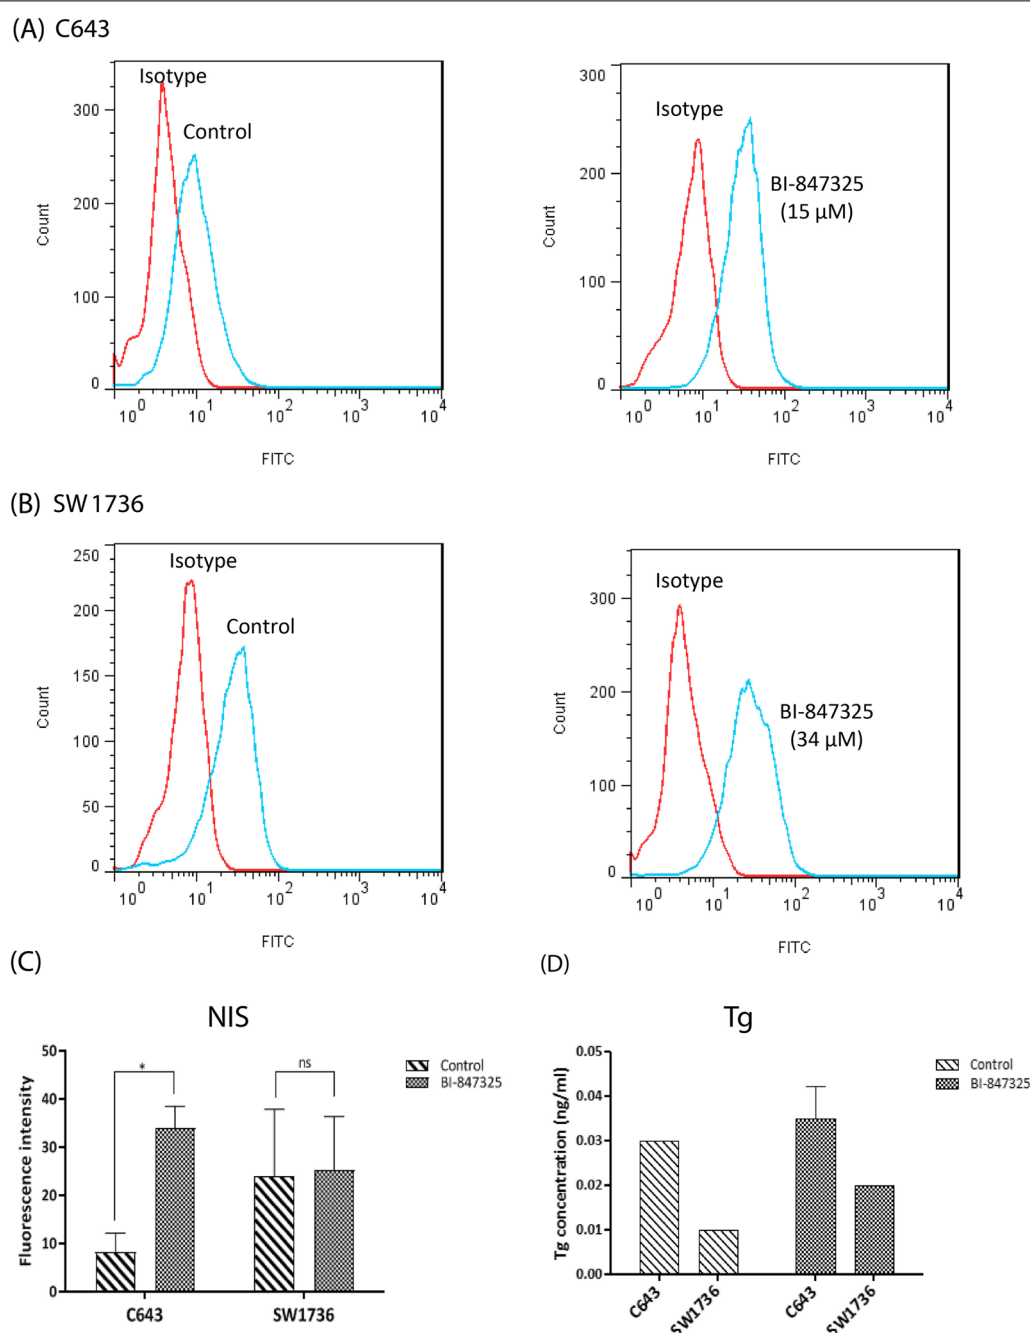 (A) C643
Isotype
Control
300
200
100
0
Count
10^0 10^1 10^2 10^3 10^4
FITC
Isotype
BI-847325
(15 µM)
300
200
100
0
Count
10^0 10^1 10^2 10^3 10^4
FITC
(B) SW1736
Isotype
Control
250
200
150
100
50
0
Count
10^0 10^1 10^2 10^3 10^4
FITC
Isotype
BI-847325
(34 µM)
300
200
100
0
Count
10^0 10^1 10^2 10^3 10^4
FITC
(C)
NIS
50
40
30
20
10
0
Fluorescence intensity
*
ns
Control
BI-847325
C643 SW1736
(D)
Tg
0.05
0.04
0.03
0.02
0.01
0.00
Tg concentration (ng/ml)
Control
BI-847325
C643 SW1736 C643 SW1736